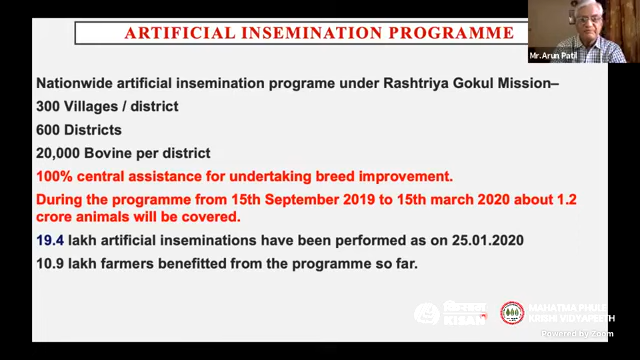 ARTIFICIAL INSEMINATION PROGRAMME
Mr.Arun Patil
Nationwide artificial insemination programe under Rashtriya Gokul Mission–
300 Villages / district
600 Districts
20,000 Bovine per district
100% central assistance for undertaking breed improvement.
During the programme from 15th September 2019 to 15th march 2020 about 1.2
crore animals will be covered.
19.4 lakh artificial inseminations have been performed as on 25.01.2020
10.9 lakh farmers benefitted from the programme so far.
किसान
KISAN
MAHATMA PHULE
KRISHI VIDYAPEETH
Powered by Zoom